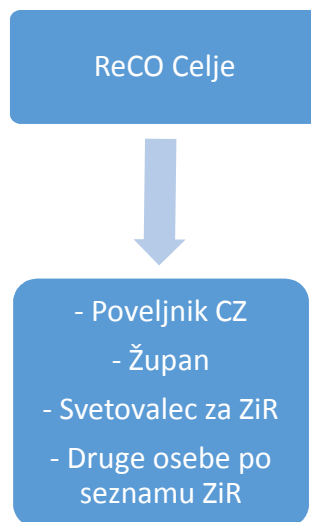 ReCO Celje
- Poveljnik CZ
- Župan
- Svetovalec za ZiR
- Druge osebe po
seznamu ZiR